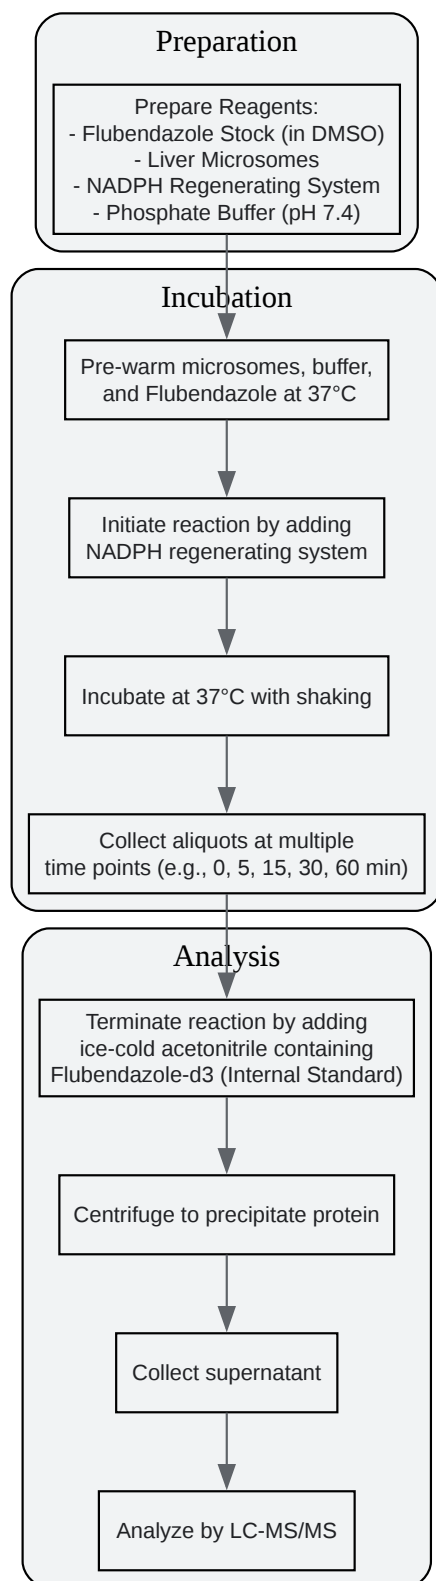 Preparation
Prepare Reagents:
- Flubendazole Stock (in DMSO)
- Liver Microsomes
- NADPH Regenerating System
- Phosphate Buffer (pH 7.4)
Incubation
Pre-warm microsomes, buffer,
and Flubendazole at 37°C
Initiate reaction by adding
NADPH regenerating system
Incubate at 37°C with shaking
Collect aliquots at multiple
time points (e.g., 0, 5, 15, 30, 60 min)
Analysis
Terminate reaction by adding
ice-cold acetonitrile containing
Flubendazole-d3 (Internal Standard)
Centrifuge to precipitate protein
Collect supernatant
Analyze by LC-MS/MS